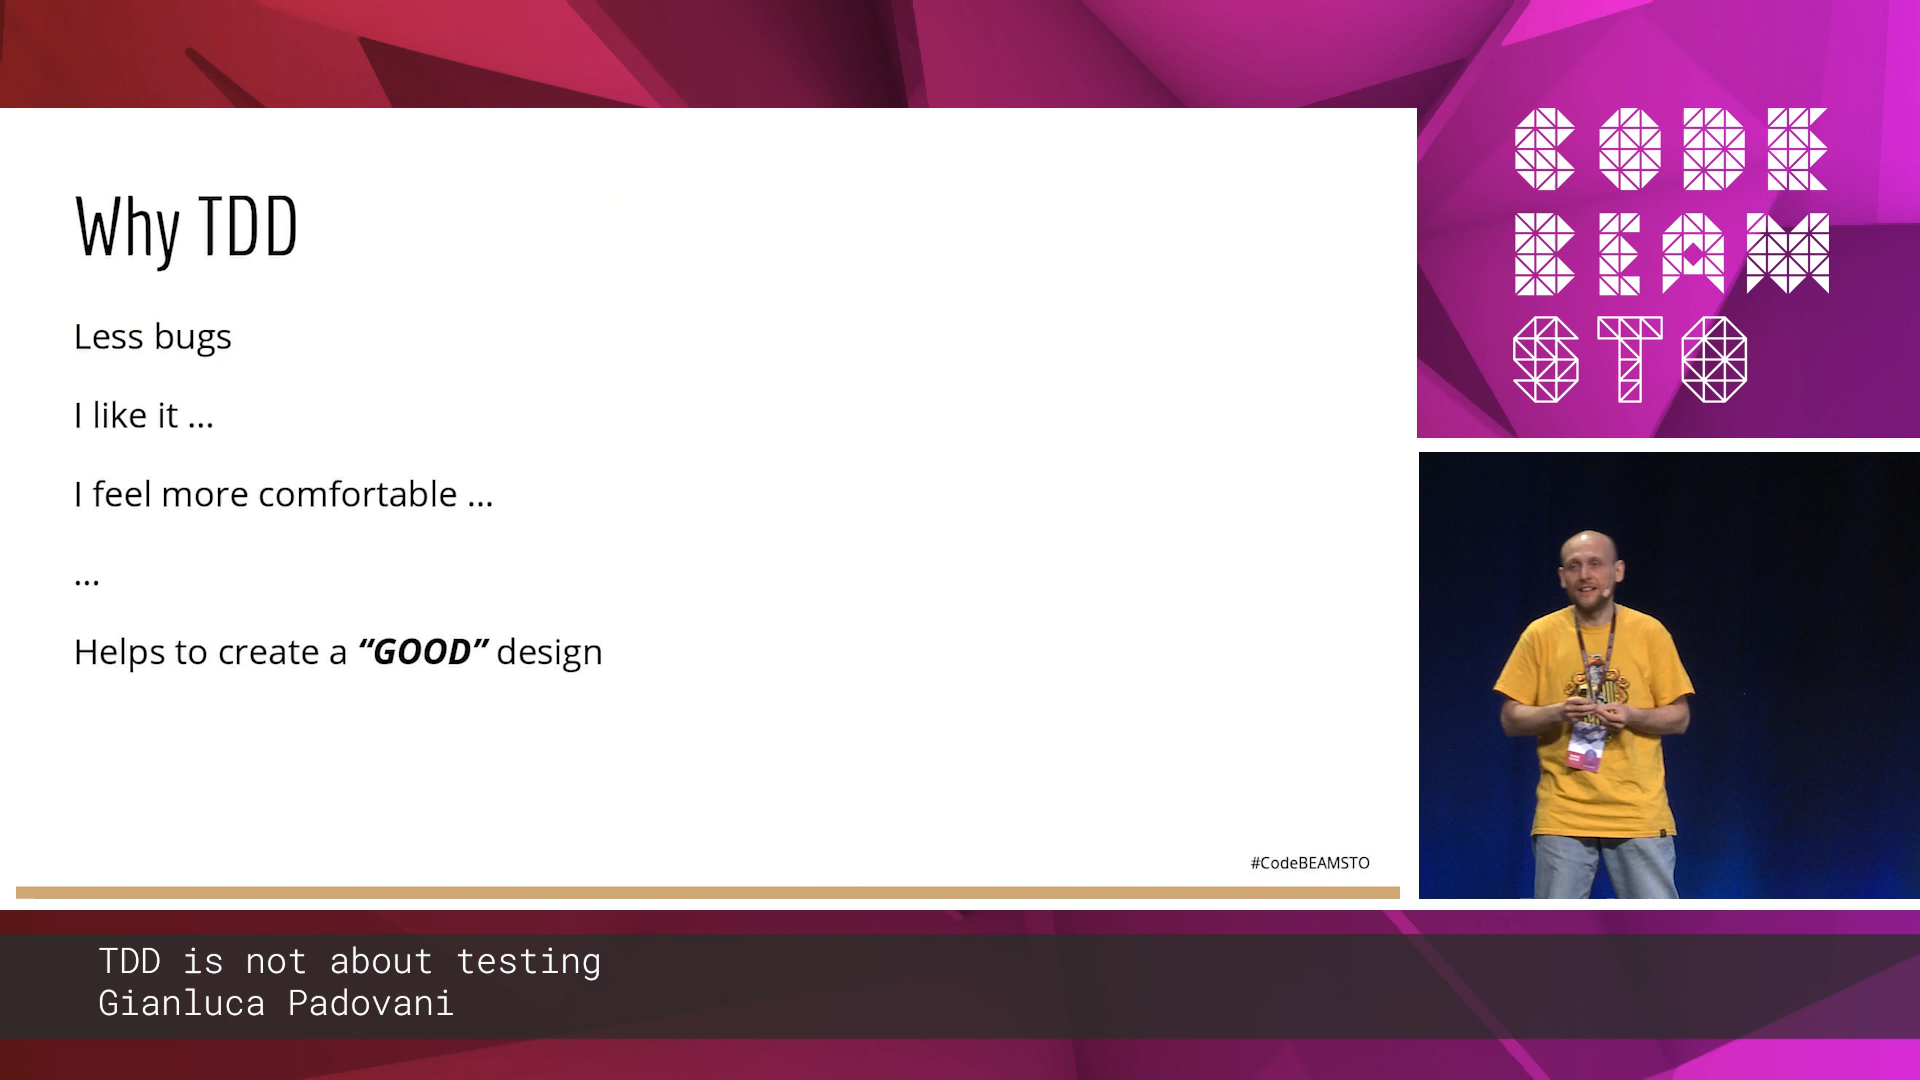 Why TDD
Less bugs
I like it ...
I feel more comfortable ...
...
Helps to create a “GOOD” design
#CodeBEAMSTO
CODE
BEAM
STO
TDD is not about testing
Gianluca Padovani